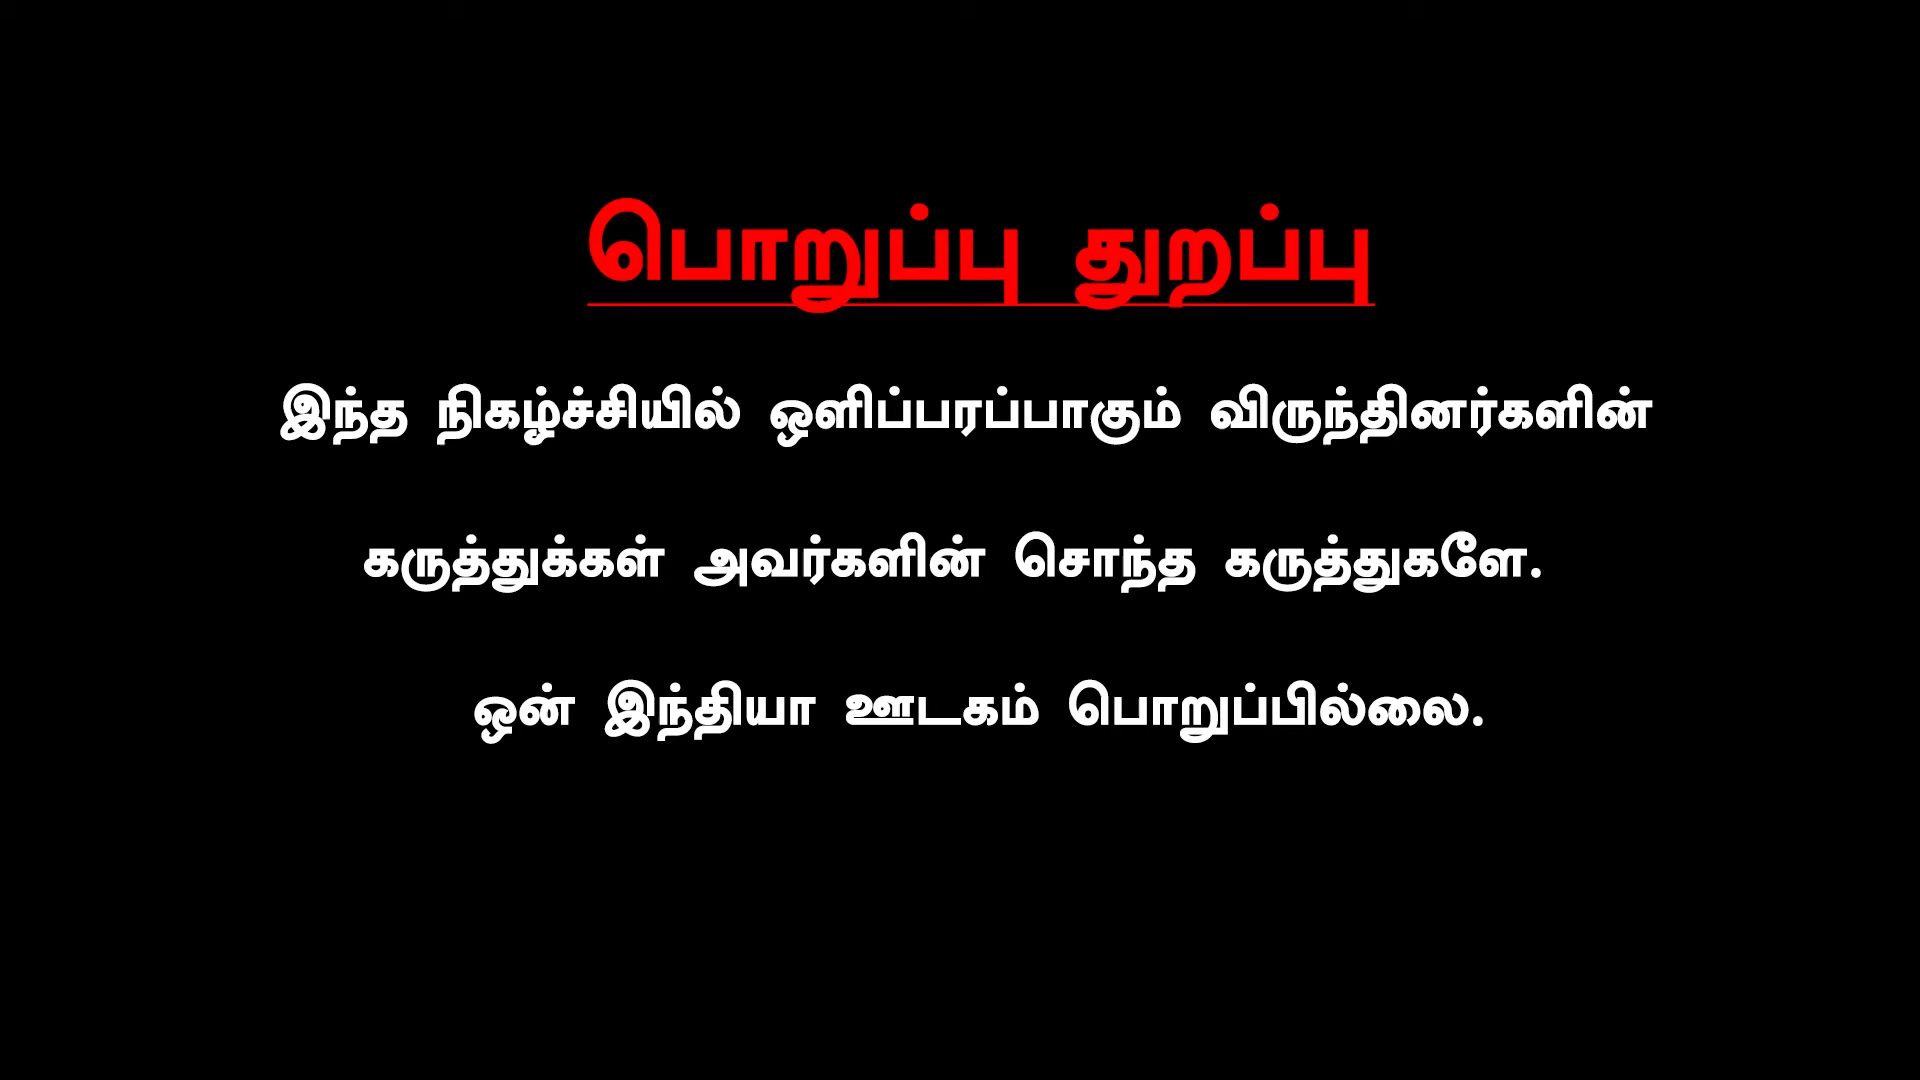 பொறுப்பு துறப்பு
இந்த நிகழ்ச்சியில் ஒளிப்பரப்பாகும் விருந்தினர்களின்
கருத்துக்கள் அவர்களின் சொந்த கருத்துகளே.
ஒன் இந்தியா ஊடகம் பொறுப்பில்லை.